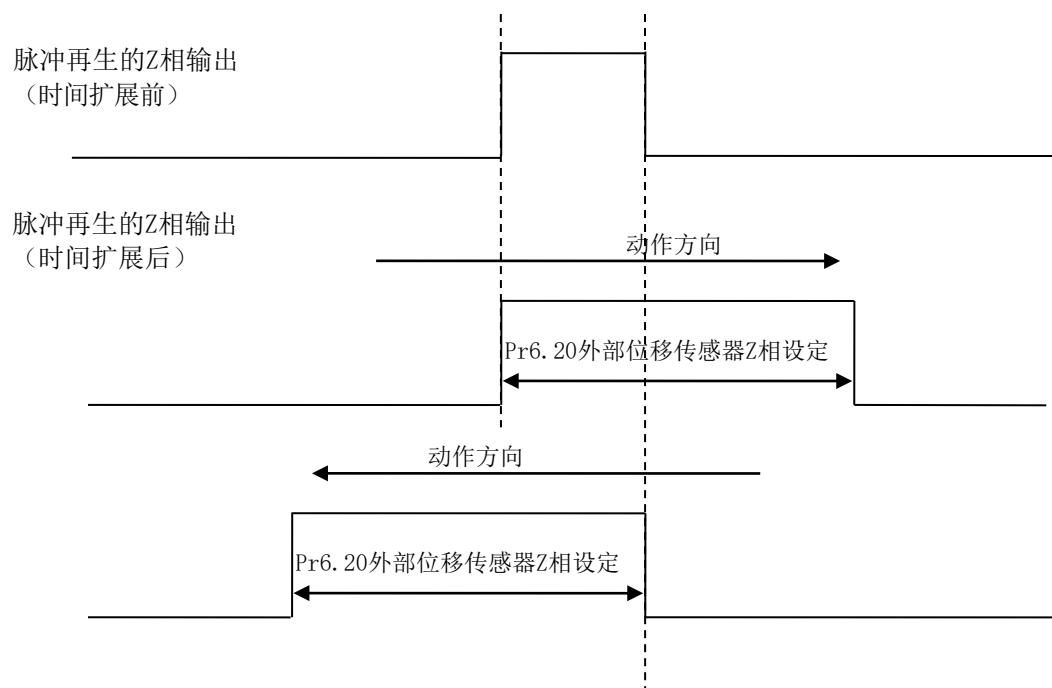 脉冲再生的Z相输出
（时间扩展前）
脉冲再生的Z相输出
（时间扩展后）
动作方向
Pr6.20外部位移传感器Z相设定
动作方向
Pr6.20外部位移传感器Z相设定